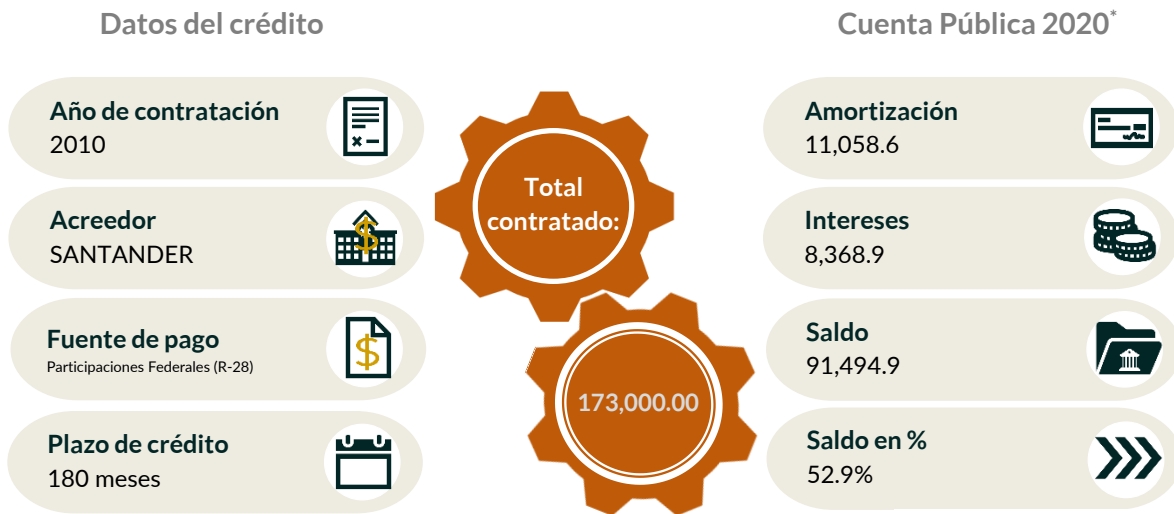 Datos del crédito
Año de contratación
2010
Acreedor
SANTANDER
Fuente de pago
Participaciones Federales (R-28)
Plazo de crédito
180 meses
Total
contratado:
173,000.00
Cuenta Pública 2020*
Amortización
11,058.6
Intereses
8,368.9
Saldo
91,494.9
Saldo en %
52.9%